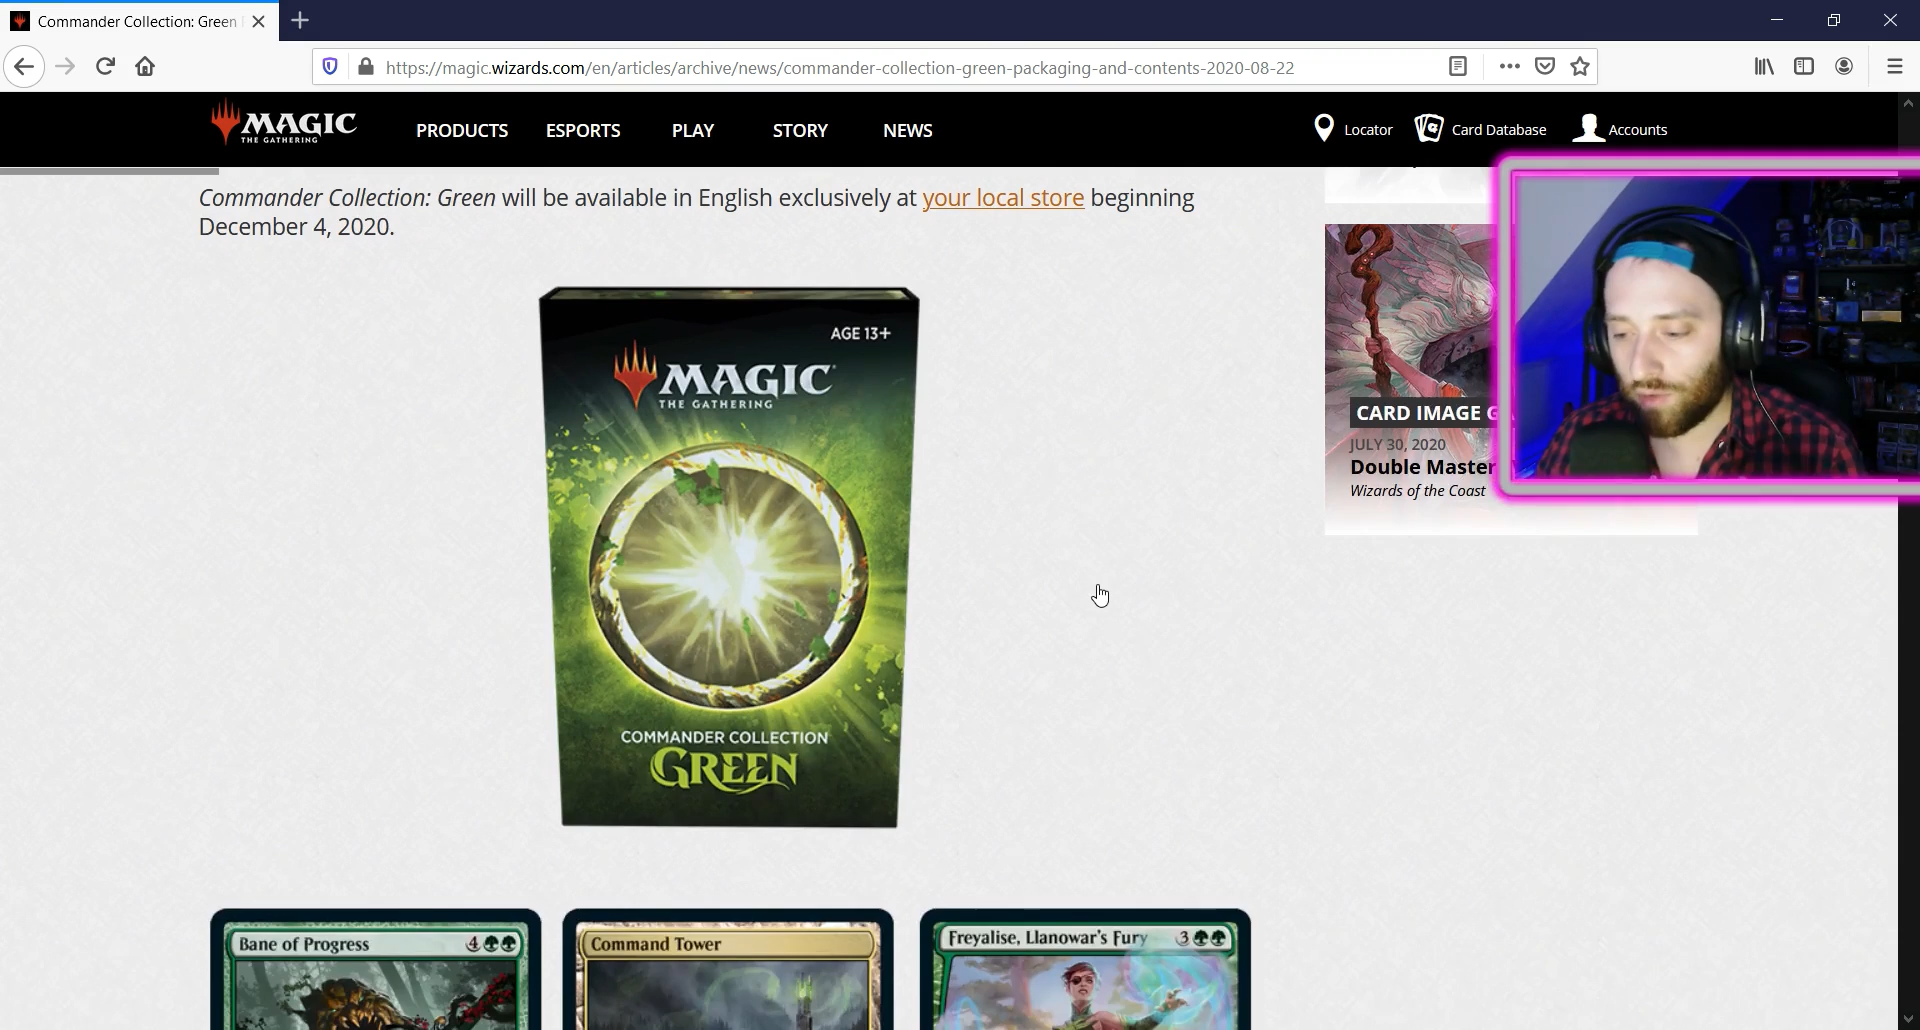 Commander Collection: Green
https://magic.wizards.com/en/articles/archive/news/commander-collection-green-packaging-and-contents-2020-08-22
MAGIC
THE GATHERING
PRODUCTS
ESPORTS
PLAY
STORY
NEWS
Locator
Card Database
Accounts
Commander Collection: Green will be available in English exclusively at your local store beginning
December 4, 2020.
AGE 13+
MAGIC
THE GATHERING
COMMANDER COLLECTION
GREEN
CARD IMAGE
JULY 30, 2020
Double Master
Wizards of the Coast
Bane of Progress 4
Command Tower
Freyalise, Llanowar's Fury 3